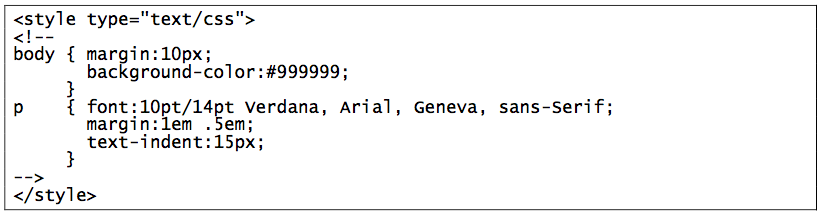 <style type="text/css">
<!--
body { margin:10px;
       background-color:#999999;
     }
p    { font:10pt/14pt Verdana, Arial, Geneva, sans-Serif;
       margin:1em .5em;
       text-indent:15px;
     }
-->
</style>